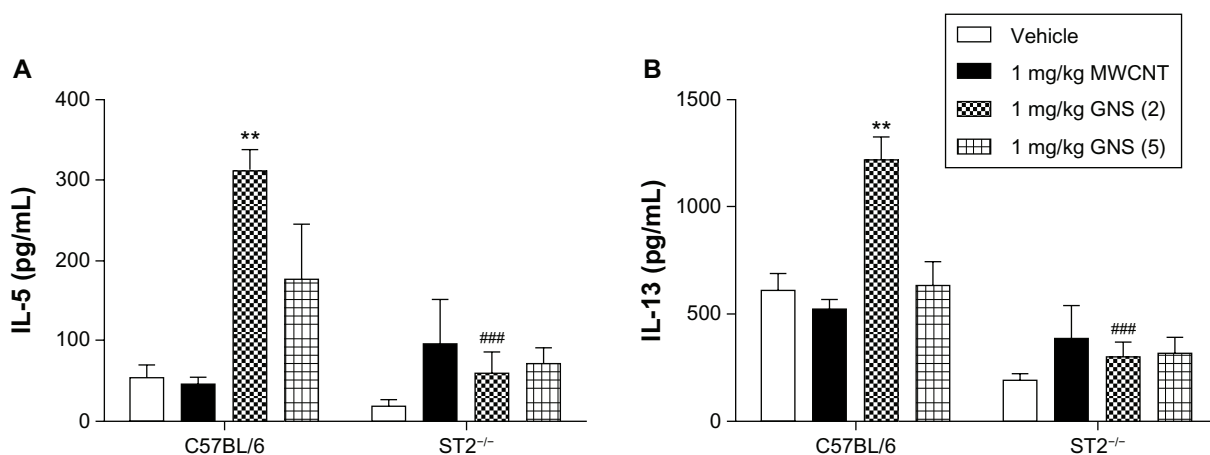 A
IL-5 (pg/mL)
400
300
200
100
0
**
###
C57BL/6
ST2−/−
B
IL-13 (pg/mL)
1500
1000
500
0
**
###
C57BL/6
ST2−/−
Vehicle
1 mg/kg MWCNT
1 mg/kg GNS (2)
1 mg/kg GNS (5)